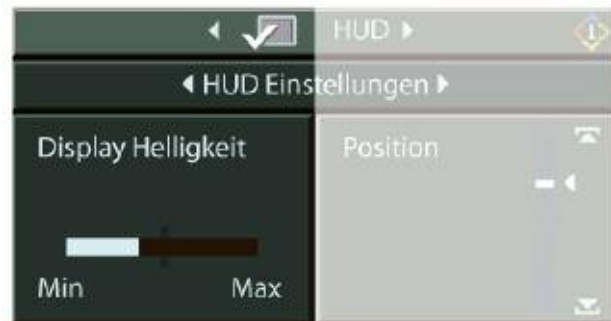 HUD
HUD Einstellungen
Display Helligkeit Position
Min Max